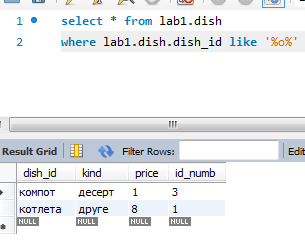 1 select * from lab1.dish
2 where lab1.dish.dish_id like '%o%'
Result Grid Filter Rows: Edit
dish_id kind price id_numb
компот десерт 1 3
котлета друге 8 1
NULL NULL NULL NULL